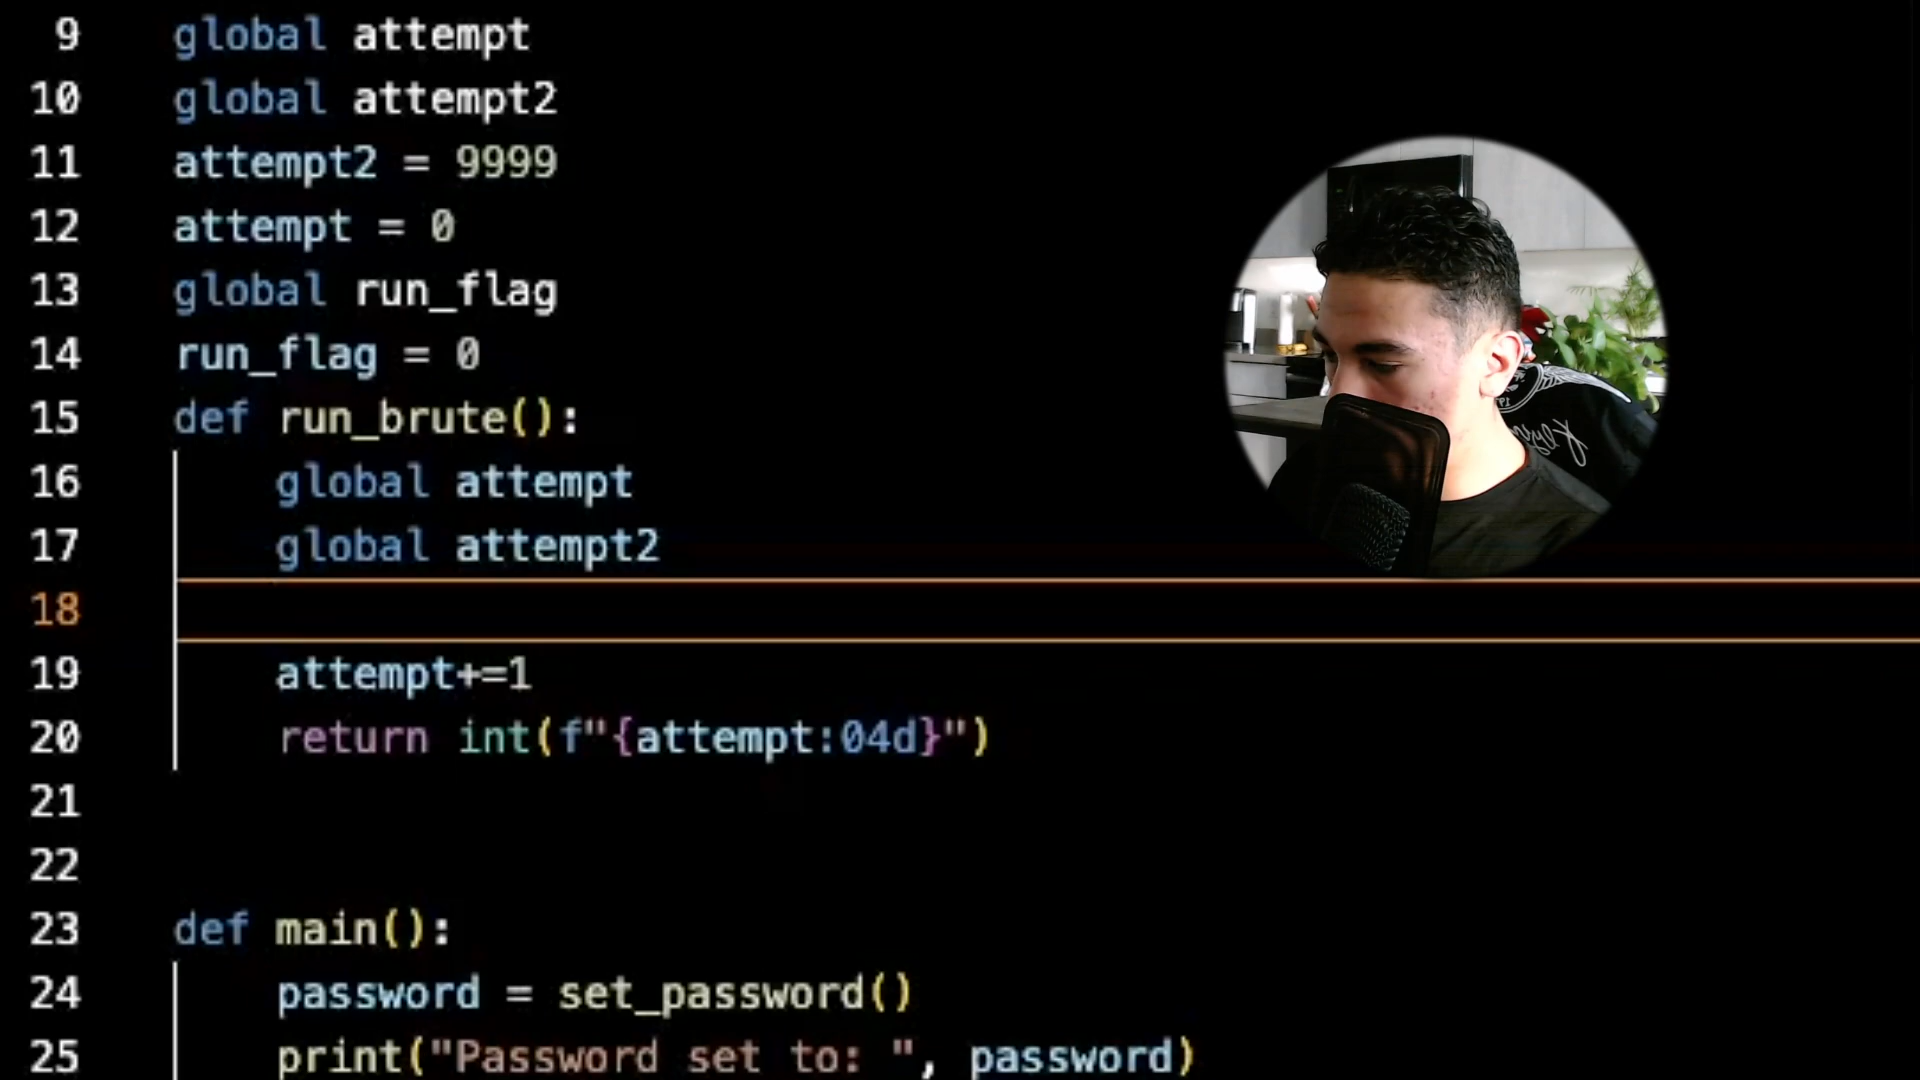 9 global attempt
10 global attempt2
11 attempt2 = 9999
12 attempt = 0
13 global run_flag
14 run_flag = 0
15 def run_brute():
16 global attempt
17 global attempt2
18
19 attempt+=1
20 return int(f"{attempt:04d}")
21
22
23 def main():
24 password = set_password()
25 print("Password set to: ", password)